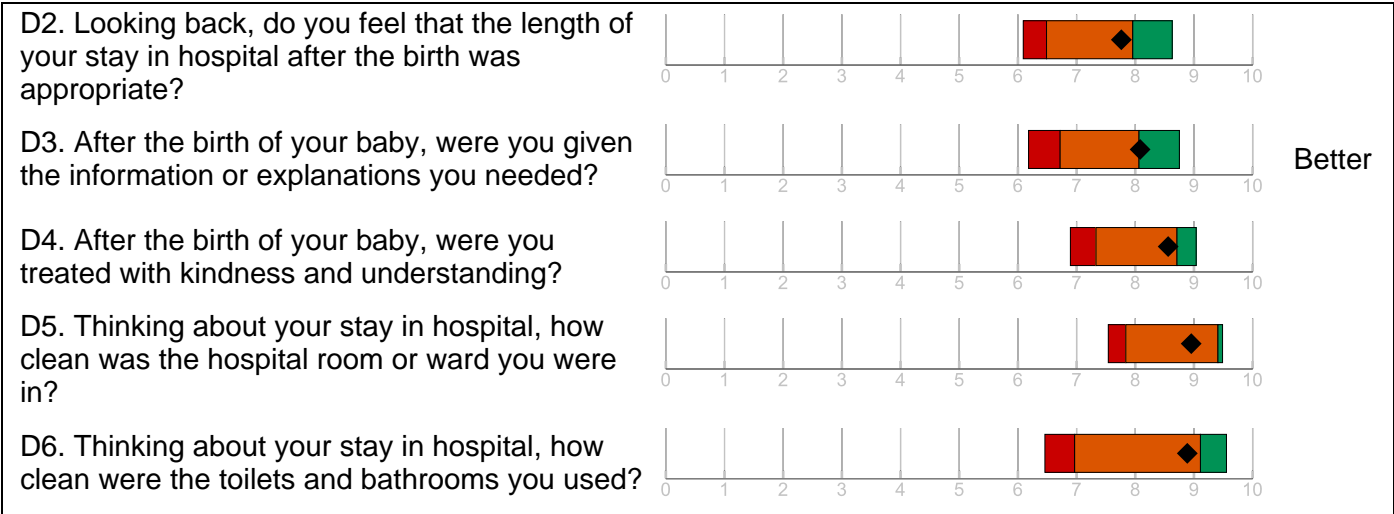 D2. Looking back, do you feel that the length of
your stay in hospital after the birth was
appropriate?
0 1 2 3 4 5 6 7 8 9 10
D3. After the birth of your baby, were you given
the information or explanations you needed?
0 1 2 3 4 5 6 7 8 9 10
Better
D4. After the birth of your baby, were you
treated with kindness and understanding?
0 1 2 3 4 5 6 7 8 9 10
D5. Thinking about your stay in hospital, how
clean was the hospital room or ward you were
in?
0 1 2 3 4 5 6 7 8 9 10
D6. Thinking about your stay in hospital, how
clean were the toilets and bathrooms you used?
0 1 2 3 4 5 6 7 8 9 10